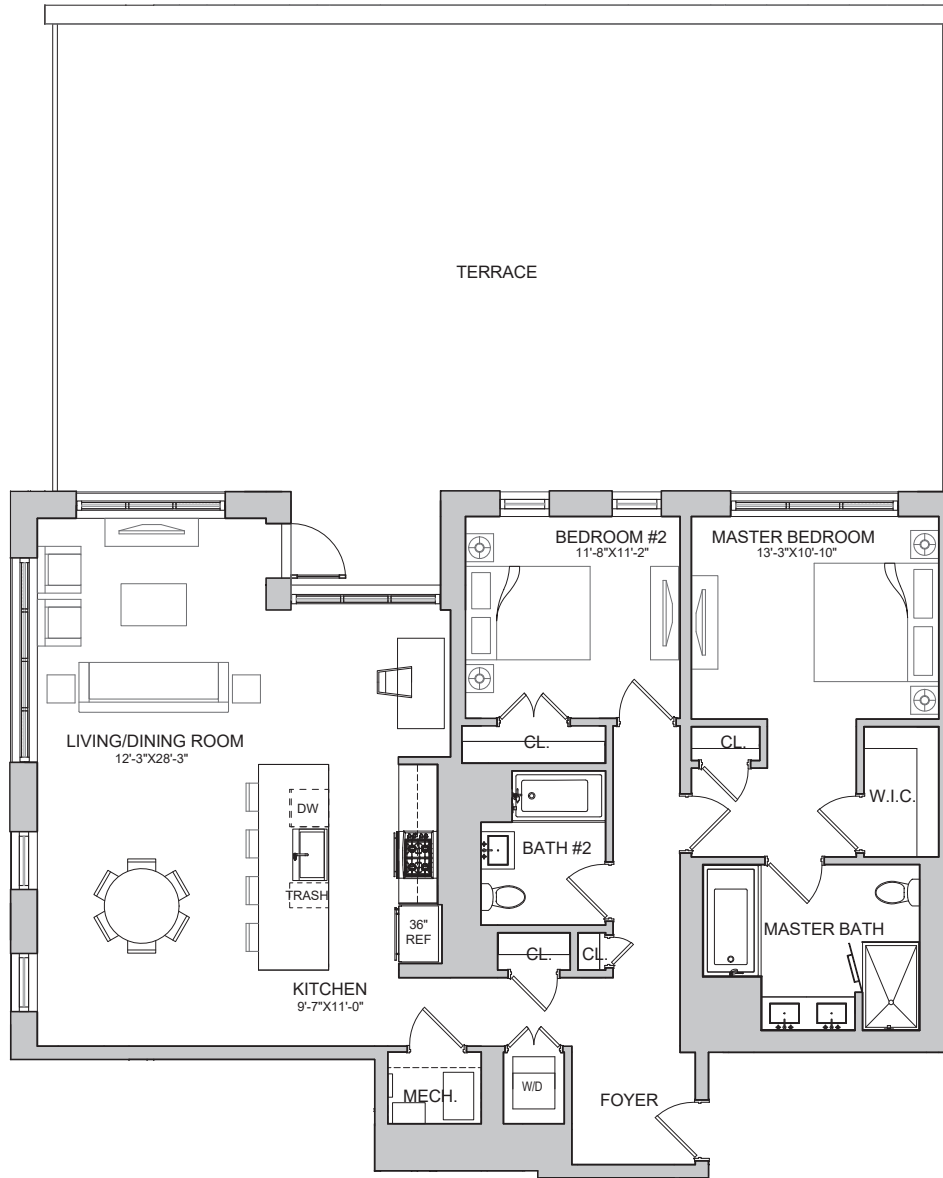 TERRACE
BEDROOM #2
11'-8"X11'-2"
MASTER BEDROOM
13'-3"X10'-10"
LIVING/DINING ROOM
12'-3"X28'-3"
CL.
CL.
W.I.C.
DW
TRASH
BATH #2
36"
REF
MASTER BATH
CL.
CL.
KITCHEN
9'-7"X11'-0"
MECH.
W/D
FOYER